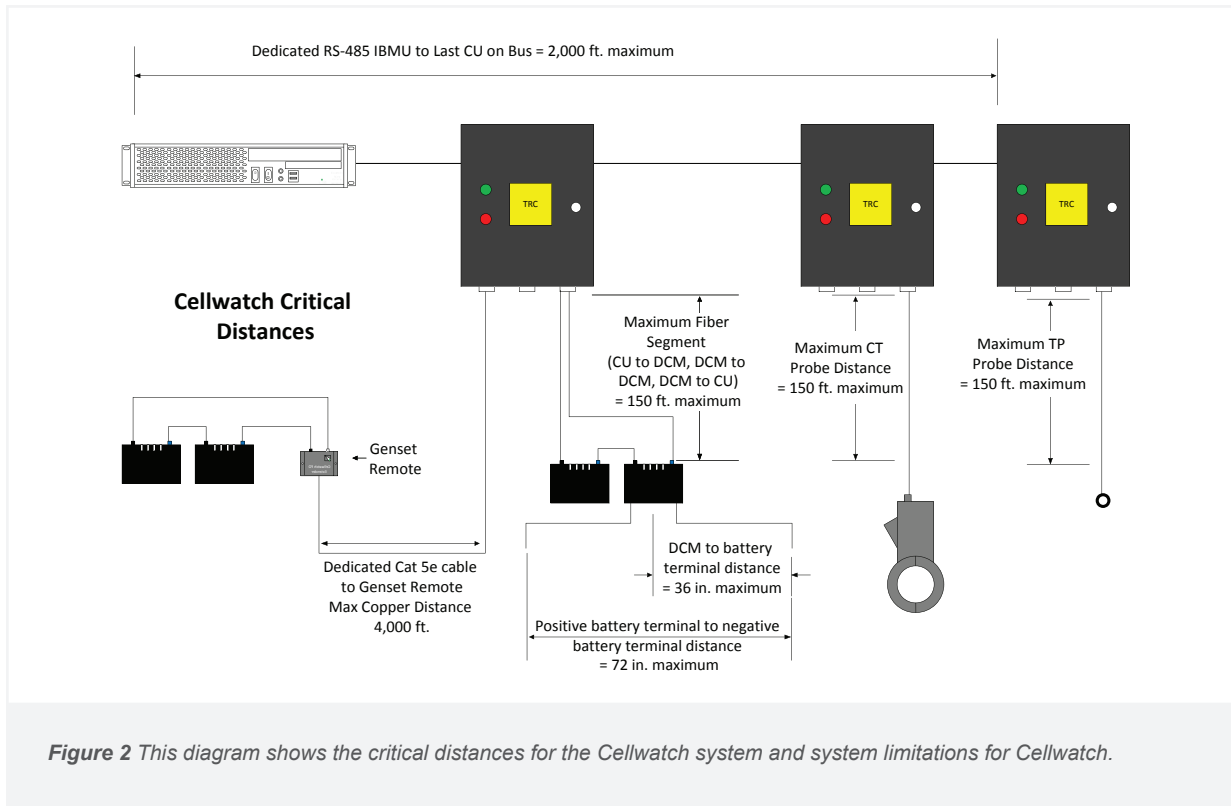 Dedicated RS-485 IBMU to Last CU on Bus = 2,000 ft. maximum
TRC
TRC
TRC
Cellwatch Critical
Distances
Maximum Fiber
Segment
(CU to DCM, DCM to
DCM, DCM to CU)
= 150 ft. maximum
Maximum CT
Probe Distance
= 150 ft. maximum
Maximum TP
Probe Distance
= 150 ft. maximum
Genset
Remote
Dedicated Cat 5e cable
to Genset Remote
Max Copper Distance
4,000 ft.
DCM to battery
terminal distance
= 36 in. maximum
Positive battery terminal to negative
battery terminal distance
= 72 in. maximum
Figure 2 This diagram shows the critical distances for the Cellwatch system and system limitations for Cellwatch.